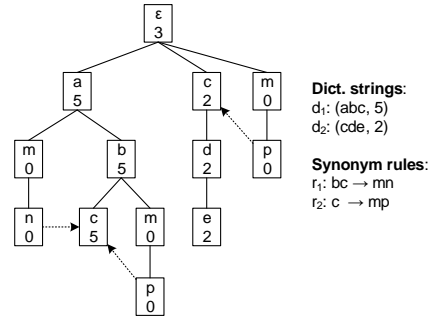 ε
3
a
5
c
2
m
0
m
0
b
5
d
2
p
0
n
0
c
5
m
0
e
2
p
0
Dict. strings:
d₁: (abc, 5)
d₂: (cde, 2)
Synonym rules:
r₁: bc → mn
r₂: c → mp